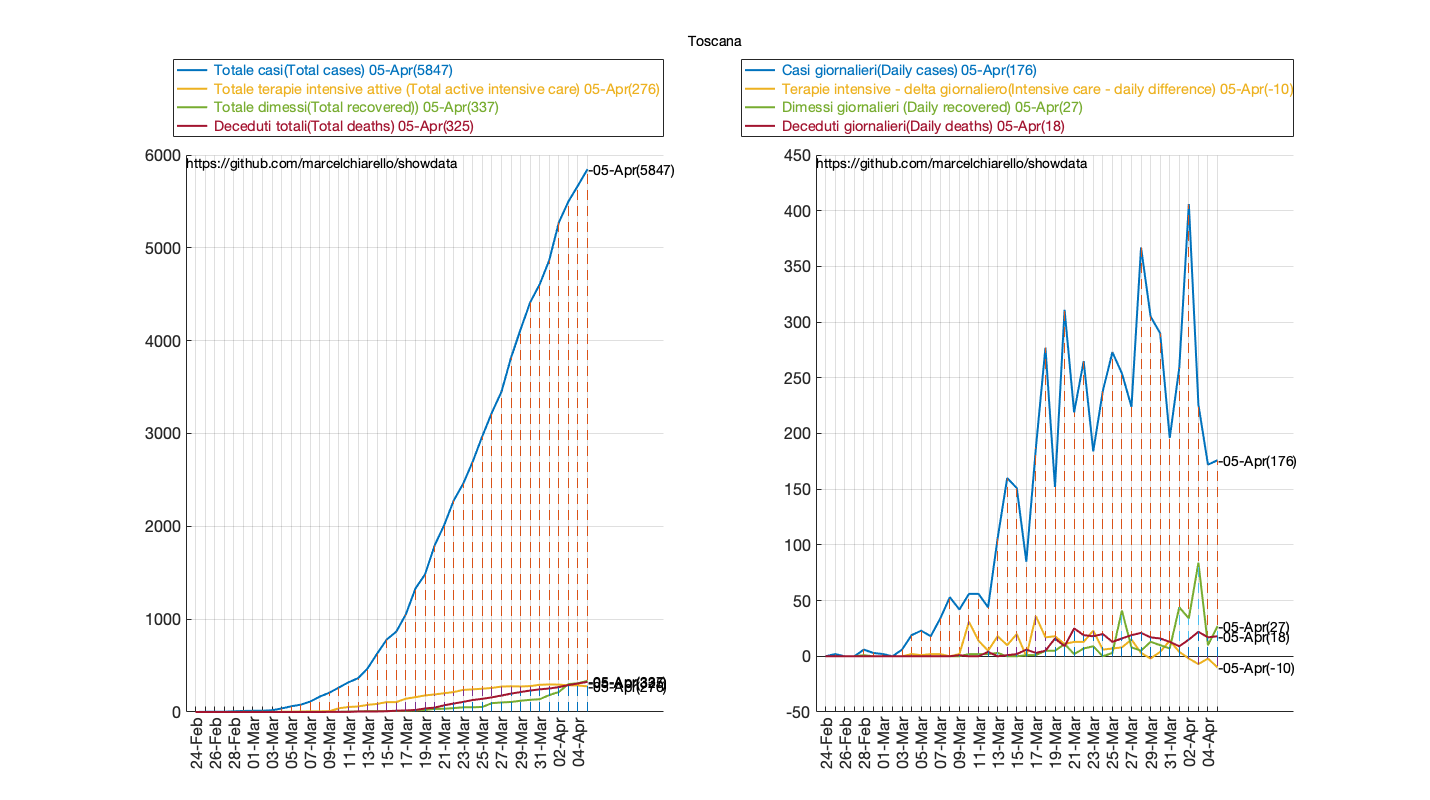 Toscana
Totale casi(Total cases) 05-Apr(5847)
Totale terapie intensive attive (Total active intensive care) 05-Apr(276)
Totale dimessi(Total recovered)) 05-Apr(337)
Deceduti totali(Total deaths) 05-Apr(325)
6000
https://github.com/marcelchiarello/showdata
-05-Apr(5847)
5000
4000
3000
2000
1000
-05-Apr(337)
-05-Apr(276)
0
24-Feb
26-Feb
28-Feb
01-Mar
03-Mar
05-Mar
07-Mar
09-Mar
11-Mar
13-Mar
15-Mar
17-Mar
19-Mar
21-Mar
23-Mar
25-Mar
27-Mar
29-Mar
31-Mar
02-Apr
04-Apr
Casi giornalieri(Daily cases) 05-Apr(176)
Terapie intensive - delta giornaliero(Intensive care - daily difference) 05-Apr(-10)
Dimessi giornalieri (Daily recovered) 05-Apr(27)
Deceduti giornalieri(Daily deaths) 05-Apr(18)
450
https://github.com/marcelchiarello/showdata
400
350
300
250
200
-05-Apr(176)
150
100
50
-05-Apr(27)
-05-Apr(18)
0
-05-Apr(-10)
-50
24-Feb
26-Feb
28-Feb
01-Mar
03-Mar
05-Mar
07-Mar
09-Mar
11-Mar
13-Mar
15-Mar
17-Mar
19-Mar
21-Mar
23-Mar
25-Mar
27-Mar
29-Mar
31-Mar
02-Apr
04-Apr